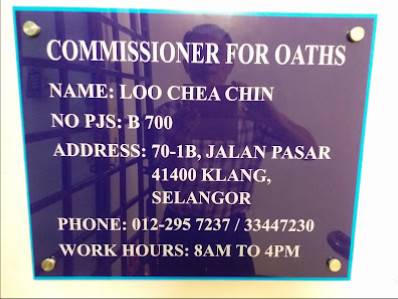 COMMISSIONER FOR OATHS
NAME: LOO CHEA CHIN
NO PJS: B 700
ADDRESS: 70-1B, JALAN PASAR
41400 KLANG,
SELANGOR
PHONE: 012-295 7237 / 33447230
WORK HOURS: 8AM TO 4PM